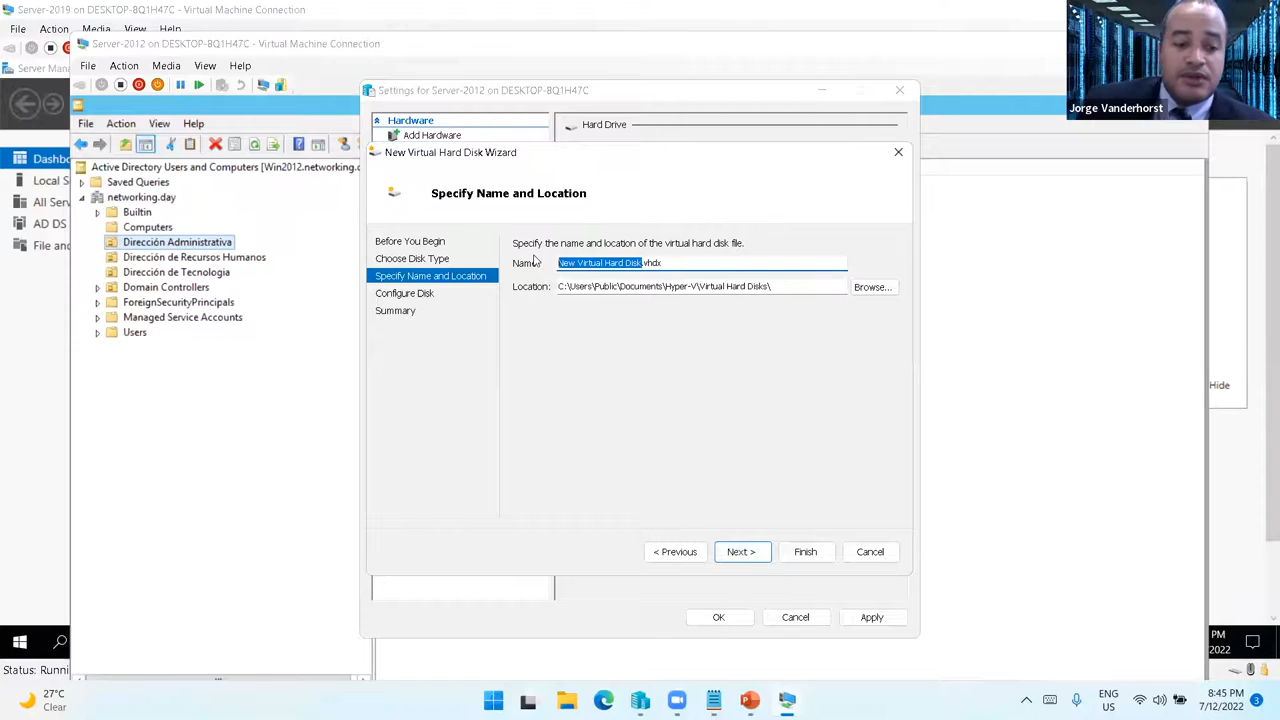 Server-2019 on DESKTOP-8Q1H47C - Virtual Machine Connection
File Action Media View Help
Server-2012 on DESKTOP-8Q1H47C - Virtual Machine Connection
File Action Media View Help
Server Man
Settings for Server-2012 on DESKTOP-8Q1H47C
Jorge Vanderhorst
Hardware
Add Hardware
Hard Drive
File Action View Help
New Virtual Hard Disk Wizard
Active Directory Users and Computers [Win2012.networking.d
Saved Queries
networking.day
Builtin
Computers
Dirección Administrativa
Dirección de Recursos Humanos
Dirección de Tecnologia
Domain Controllers
ForeignSecurityPrincipals
Managed Service Accounts
Users
Dashbo
Local S
All Serv
AD DS
File and
Specify Name and Location
Before You Begin
Choose Disk Type
Specify Name and Location
Configure Disk
Summary
Specify the name and location of the virtual hard disk file.
Name: New Virtual Hard Disk.vhdx
Location: C:\Users\Public\Documents\Hyper-V\Virtual Hard Disks\ Browse...
Hide
< Previous Next > Finish Cancel
OK Cancel Apply
PM
2022
Status: Runni
27°C
Clear
ENG
US
8:45 PM
7/12/2022
3